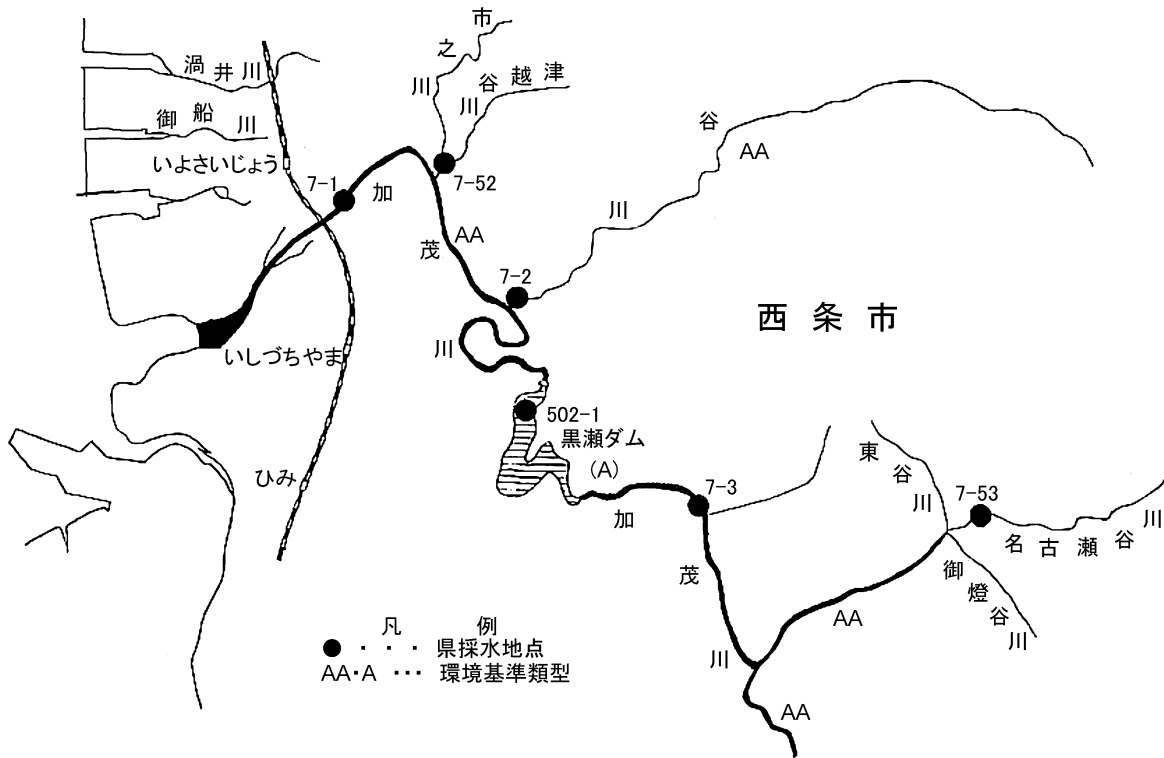 渦井川
御船川
いよさいじょう
市之川
谷越津川
7-52
7-1
加茂川
AA
7-2
谷川
AA
西条市
いしづちやま
502-1
黒瀬ダム
(A)
ひみ
7-3
加茂川
東谷川
7-53
名古瀬谷川
御燈谷川
AA
AA
凡例
●・・・県採水地点
AA・A・・・環境基準類型